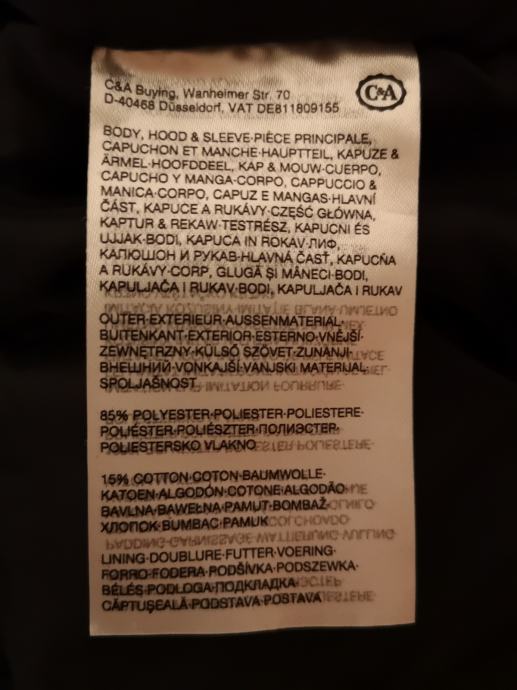 C&A Buying, Wanheimer Str. 70
D-40468 Düsseldorf, VAT DE811809155
C&A
BODY, HOOD & SLEEVE·PIÈCE PRINCIPALE,
CAPUCHON ET MANCHE·HAUPTTEIL, KAPUZE &
ÄRMEL·HOOFDDEEL, KAP & MOUW·CUERPO,
CAPUCHO Y MANGA·CORPO, CAPPUCCIO &
MANICA·CORPO, CAPUZ E MANGAS·HLAVNÍ
ČÁST, KAPUCE A RUKÁVY·CZĘŚĆ GŁÓWNA,
KAPTUR & REKAW·TESTRÉSZ, KAPUCNI ÉS
UJJAK·BODI, KAPUCA IN ROKAV·ЛИФ,
КАПЮШОН И РУКАВ·HLAVNÁ ČASŤ, KAPUCŇA
A RUKÁVY·CORP, GLUGĂ ȘI MÂNECI·BODI,
KAPULJAČA I RUKAV·BODI, KAPULJAČA I RUKAV
OUTER·EXTERIEUR·AUSSENMATERIAL·
BUITENKANT·EXTERIOR·ESTERNO·VNĚJŠÍ·
ZEWNĘTRZNY·KÜLSŐ SZÖVET·ZUNANJI·
ВНЕШНИЙ·VONKAJŠÍ·VANJSKI MATERIJAL·
SPOLJAŠNOST
85% POLYESTER·POLIESTER·POLIESTERE·
POLIÉSTER·POLIÉSZTER·ПОЛИЭСТЕР·
POLIESTERSKO VLAKNO
15% COTTON·COTON·BAUMWOLLE·
KATOEN·ALGODÓN·COTONE·ALGODÃO·
BAVLNA·BAWEŁNA·PAMUT·BOMBAŽ·
ХЛОПОК·BUMBAC·PAMUK
LINING·DOUBLURE·FUTTER·VOERING·
FORRO·FODERA·PODŠÍVKA·PODSZEWKA·
BÉLÉS·PODLOGA·ПОДКЛАДКА·
CĂPTUȘEALĂ·PODSTAVA·POSTAVA